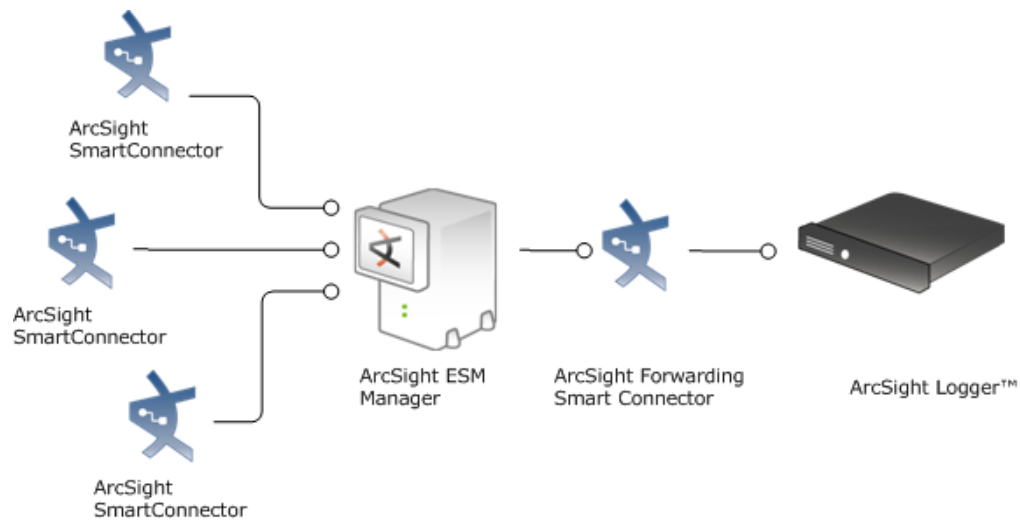 ArcSight
SmartConnector
ArcSight
SmartConnector
ArcSight ESM
Manager
ArcSight Forwarding
Smart Connector
ArcSight Logger™
ArcSight
SmartConnector